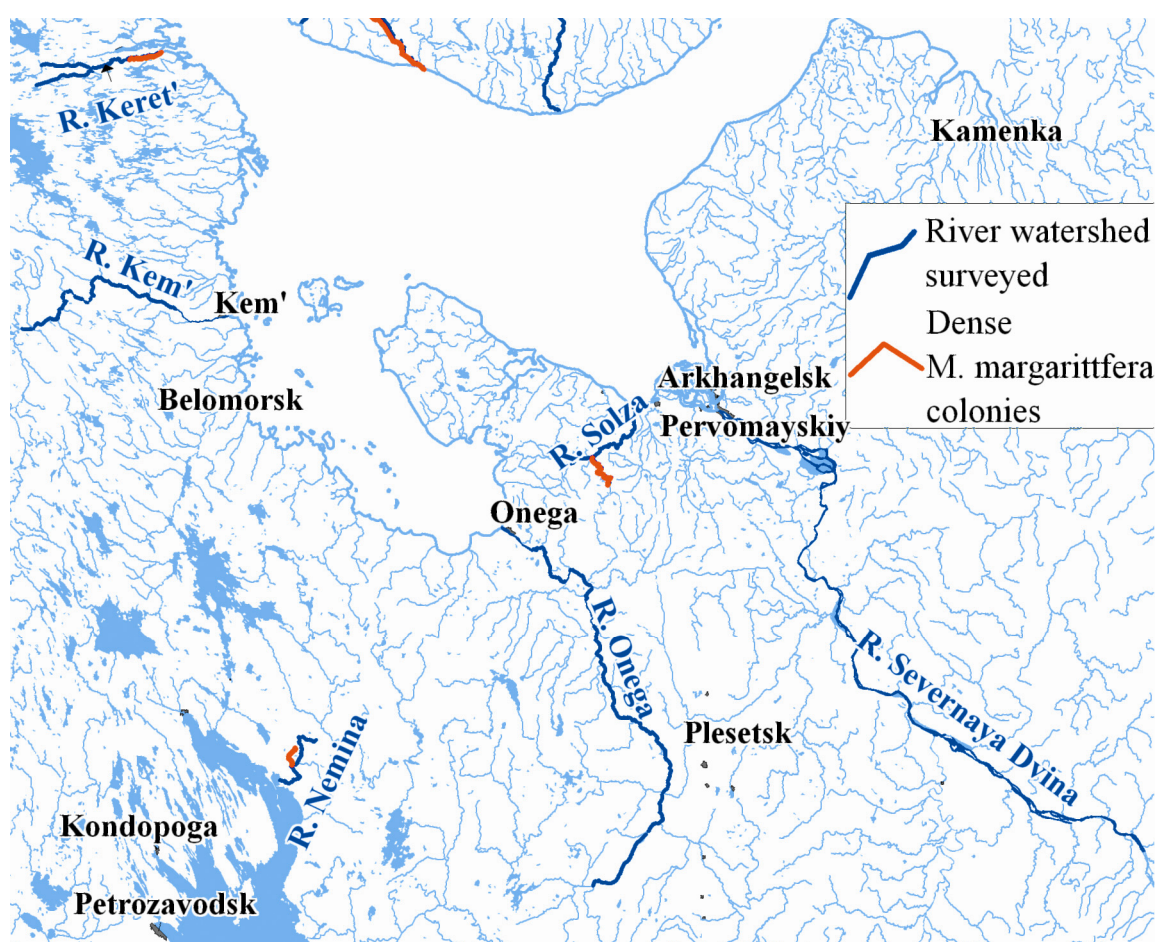 R. Keret'
Kamenka
River watershed
surveyed
Dense
M. margarittfera
colonies
R. Kem'
Kem'
Belomorsk
Arkhangelsk
Pervomayskiy
R. Solza
Onega
R. Onega
R. Severnaya Dvina
Plesetsk
R. Nemina
Kondopoga
Petrozavodsk